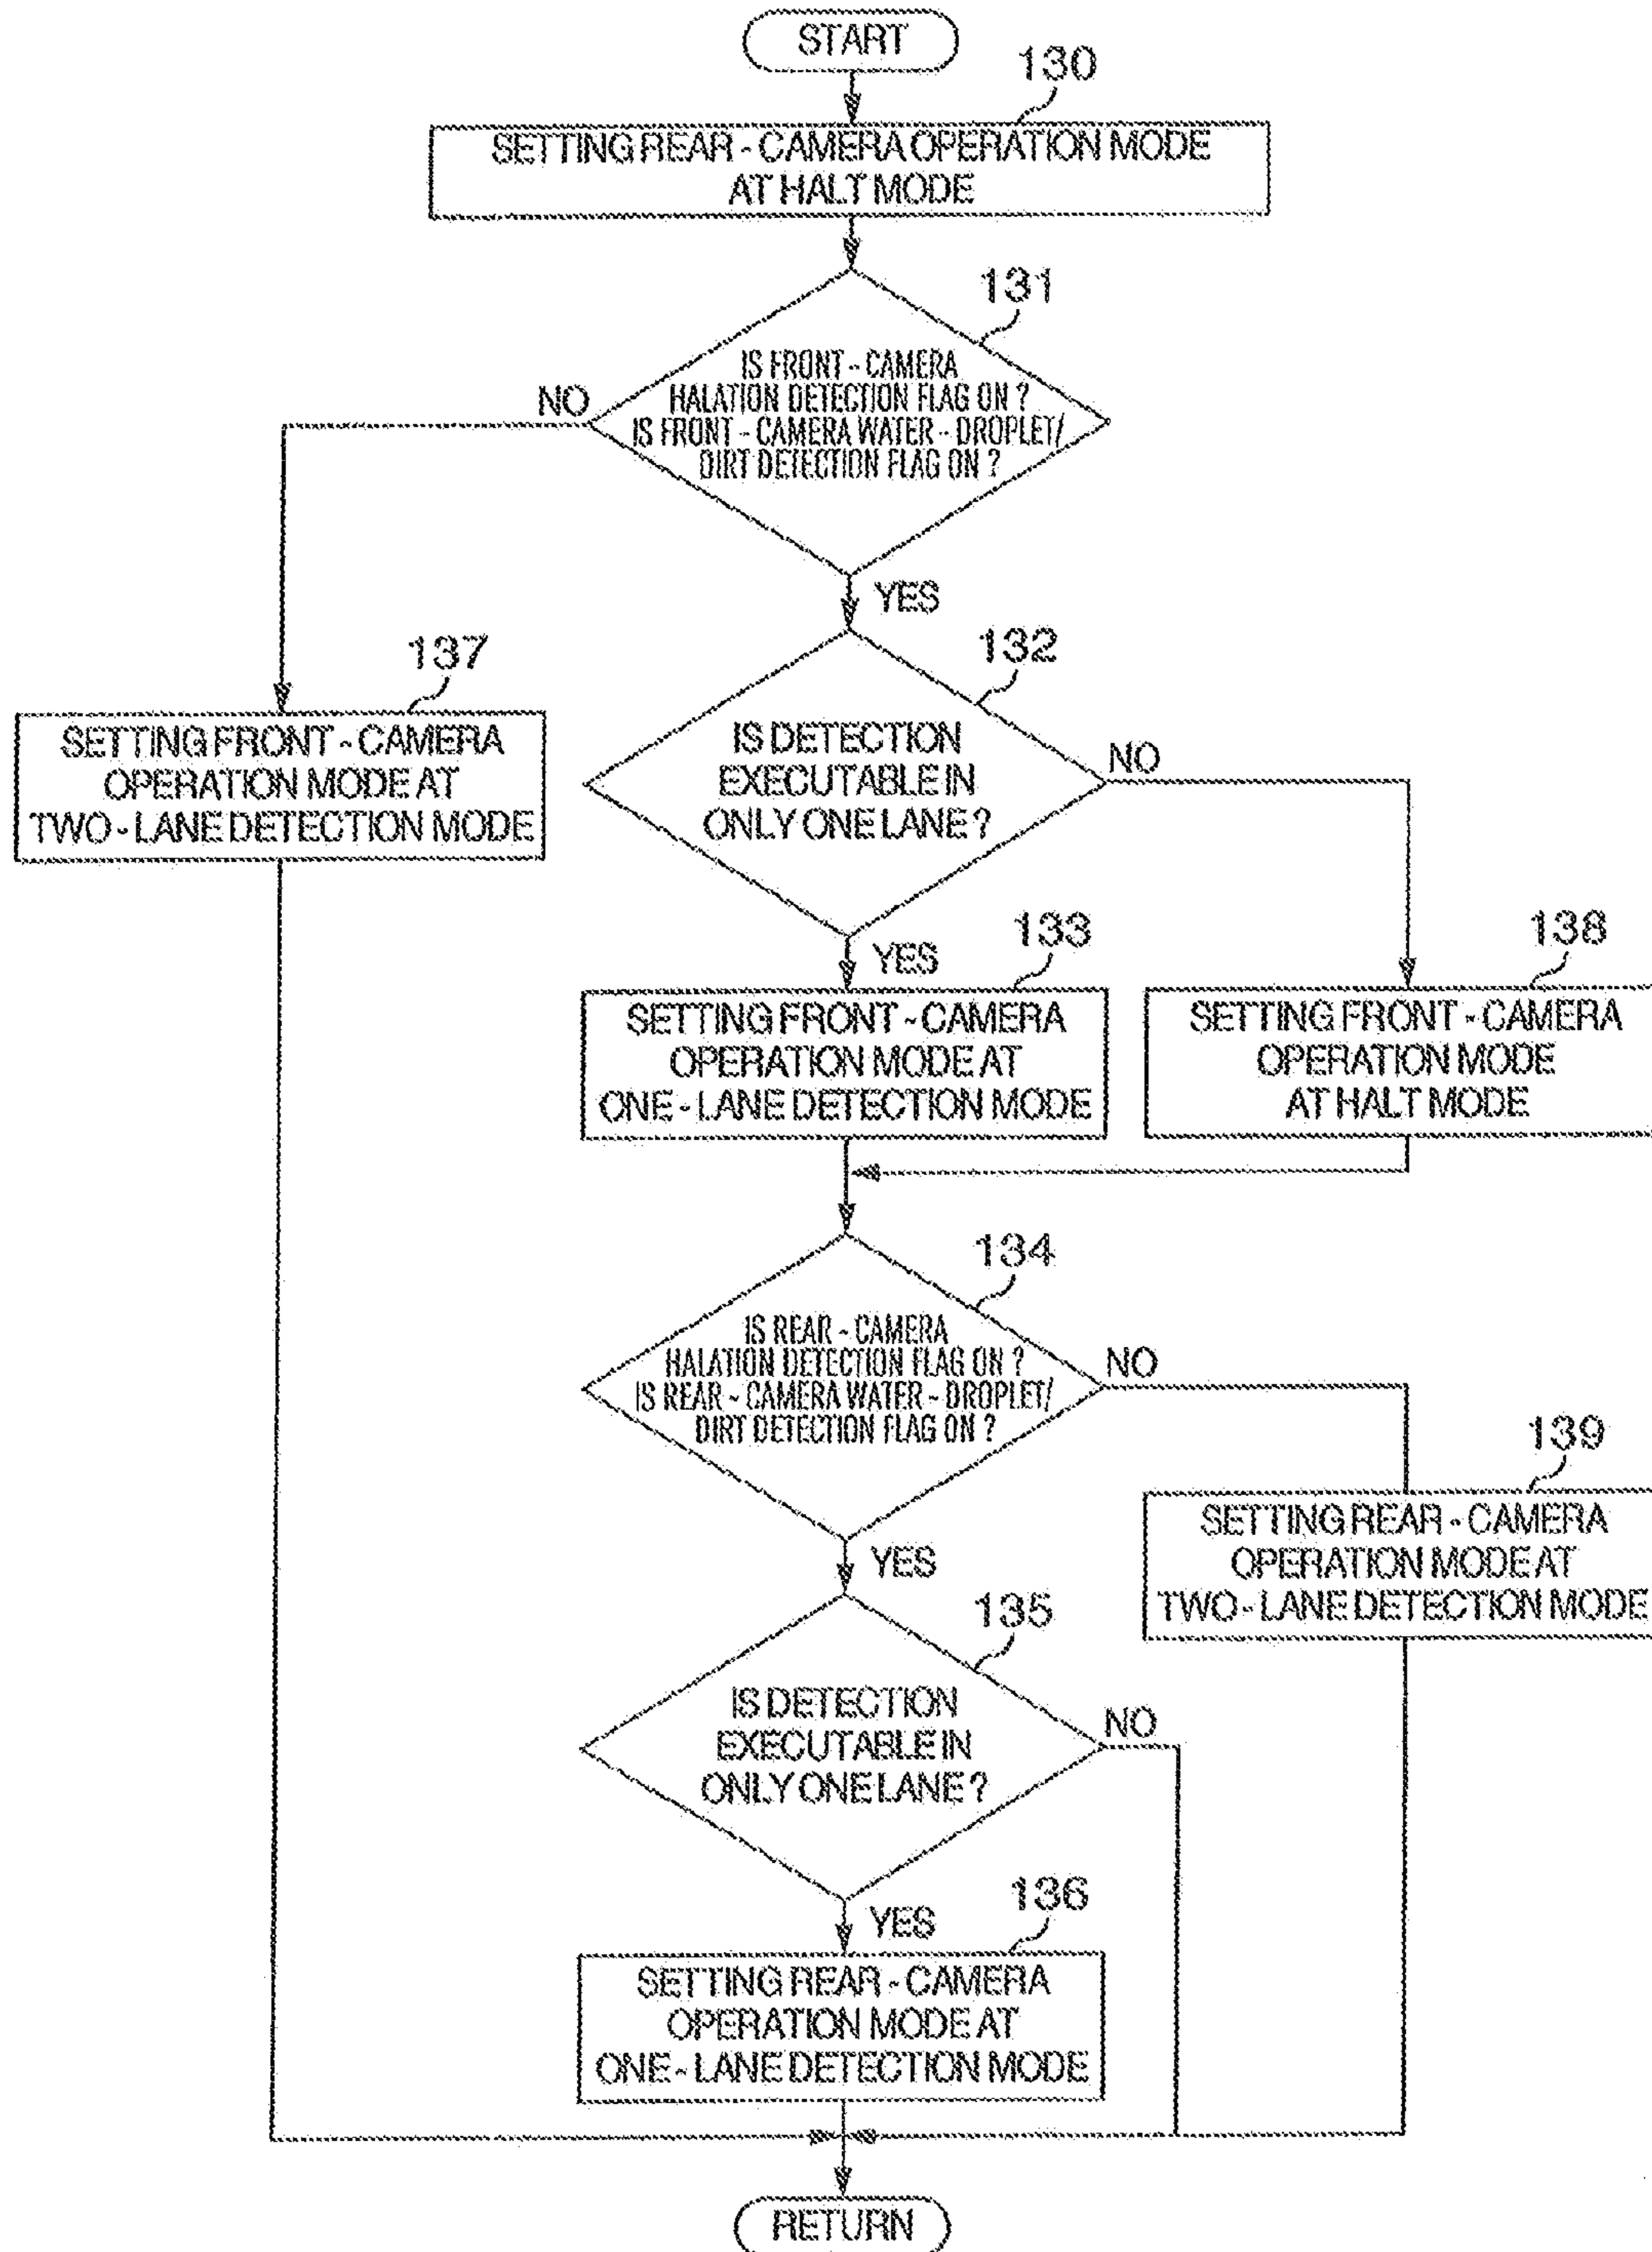 START
130
SETTING REAR - CAMERA OPERATION MODE
AT HALT MODE
131
IS FRONT - CAMERA
HALATION DETECTION FLAG ON ?
IS FRONT - CAMERA WATER - DROPLET/
DIRT DETECTION FLAG ON ?
NO
YES
132
IS DETECTION
EXECUTABLE IN
ONLY ONE LANE ?
NO
137
SETTING FRONT - CAMERA
OPERATION MODE AT
TWO - LANE DETECTION MODE
YES
133
SETTING FRONT - CAMERA
OPERATION MODE AT
ONE - LANE DETECTION MODE
138
SETTING FRONT - CAMERA
OPERATION MODE
AT HALT MODE
134
IS REAR - CAMERA
HALATION DETECTION FLAG ON ?
IS REAR - CAMERA WATER - DROPLET/
DIRT DETECTION FLAG ON ?
NO
139
SETTING REAR - CAMERA
OPERATION MODE AT
TWO - LANE DETECTION MODE
YES
135
IS DETECTION
EXECUTABLE IN
ONLY ONE LANE ?
NO
YES
136
SETTING REAR - CAMERA
OPERATION MODE AT
ONE - LANE DETECTION MODE
RETURN